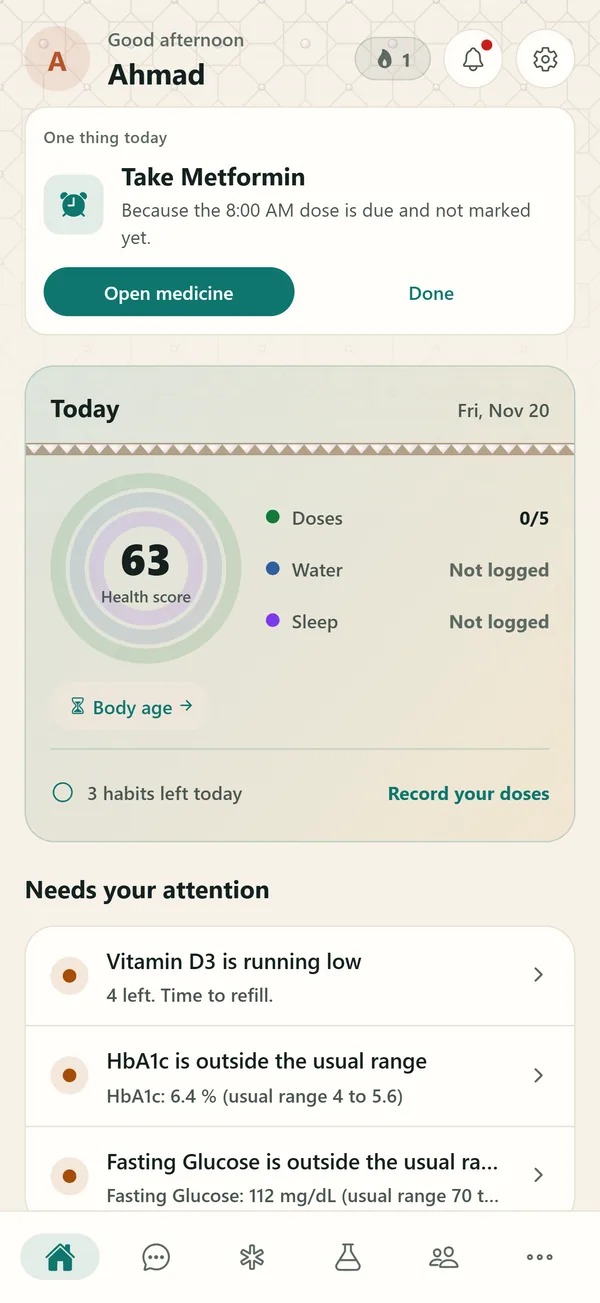 A
Good afternoon
Ahmad
1
One thing today
Take Metformin
Because the 8:00 AM dose is due and not marked
yet.
Open medicine
Done
Today
Fri, Nov 20
63
Health score
Doses
0/5
Water
Not logged
Sleep
Not logged
Body age →
3 habits left today
Record your doses
Needs your attention
Vitamin D3 is running low
4 left. Time to refill.
HbA1c is outside the usual range
HbA1c: 6.4 % (usual range 4 to 5.6)
Fasting Glucose is outside the usual ra...
Fasting Glucose: 112 mg/dL (usual range 70 t...